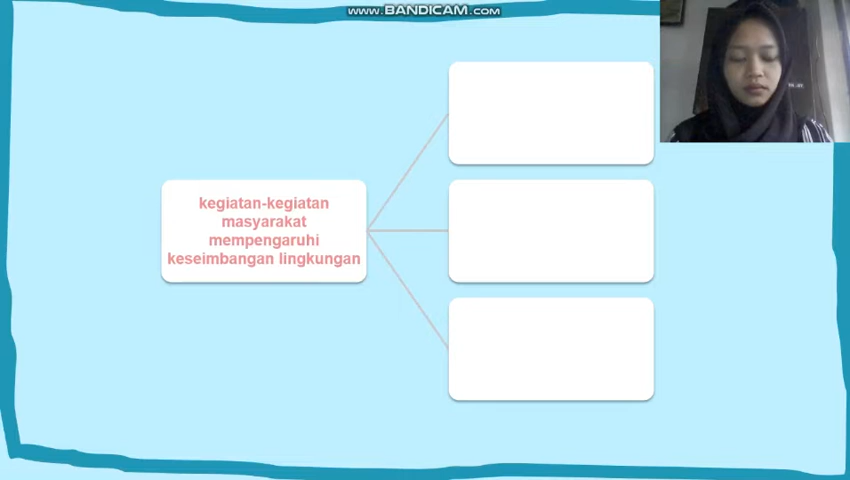 www.BANDICAM.com
kegiatan-kegiatan
masyarakat
mempengaruhi
keseimbangan lingkungan